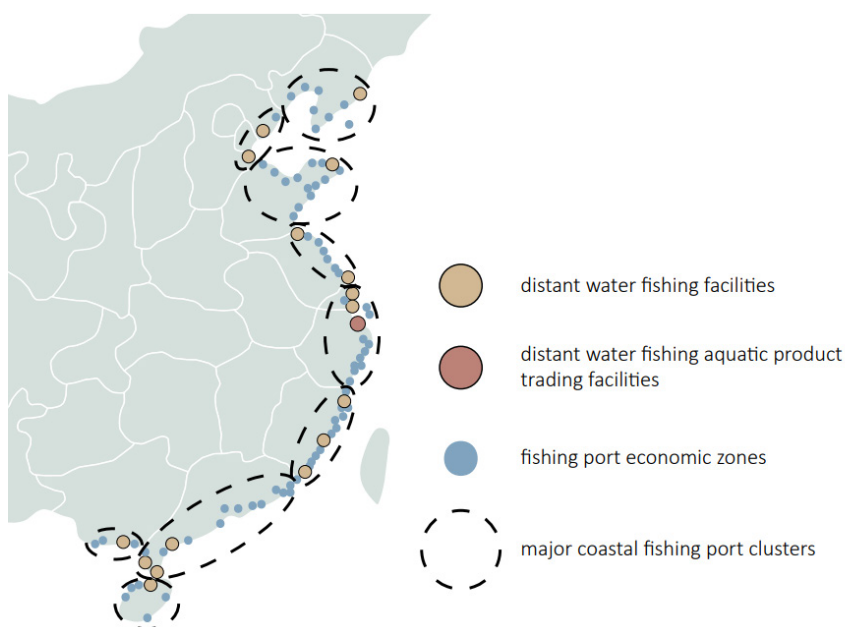 distant water fishing facilities
distant water fishing aquatic product
trading facilities
fishing port economic zones
major coastal fishing port clusters